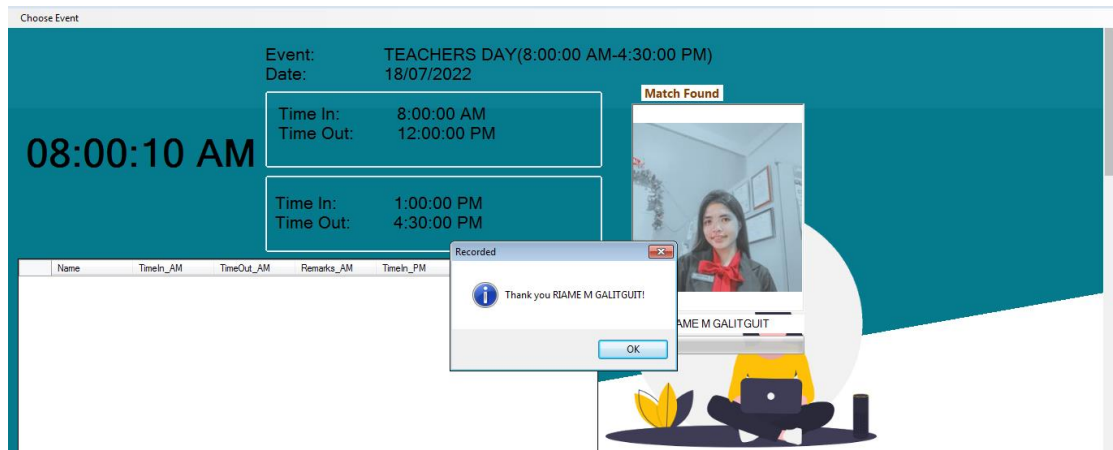 Choose Event
Event: TEACHERS DAY(8:00:00 AM-4:30:00 PM)
Date: 18/07/2022
Match Found
Time In: 8:00:00 AM
Time Out: 12:00:00 PM
08:00:10 AM
Time In: 1:00:00 PM
Time Out: 4:30:00 PM
Recorded
Name TimeIn_AM TimeOut_AM Remarks_AM TimeIn_PM
Thank you RIAME M GALITGUIT!
AME M GALITGUIT
OK